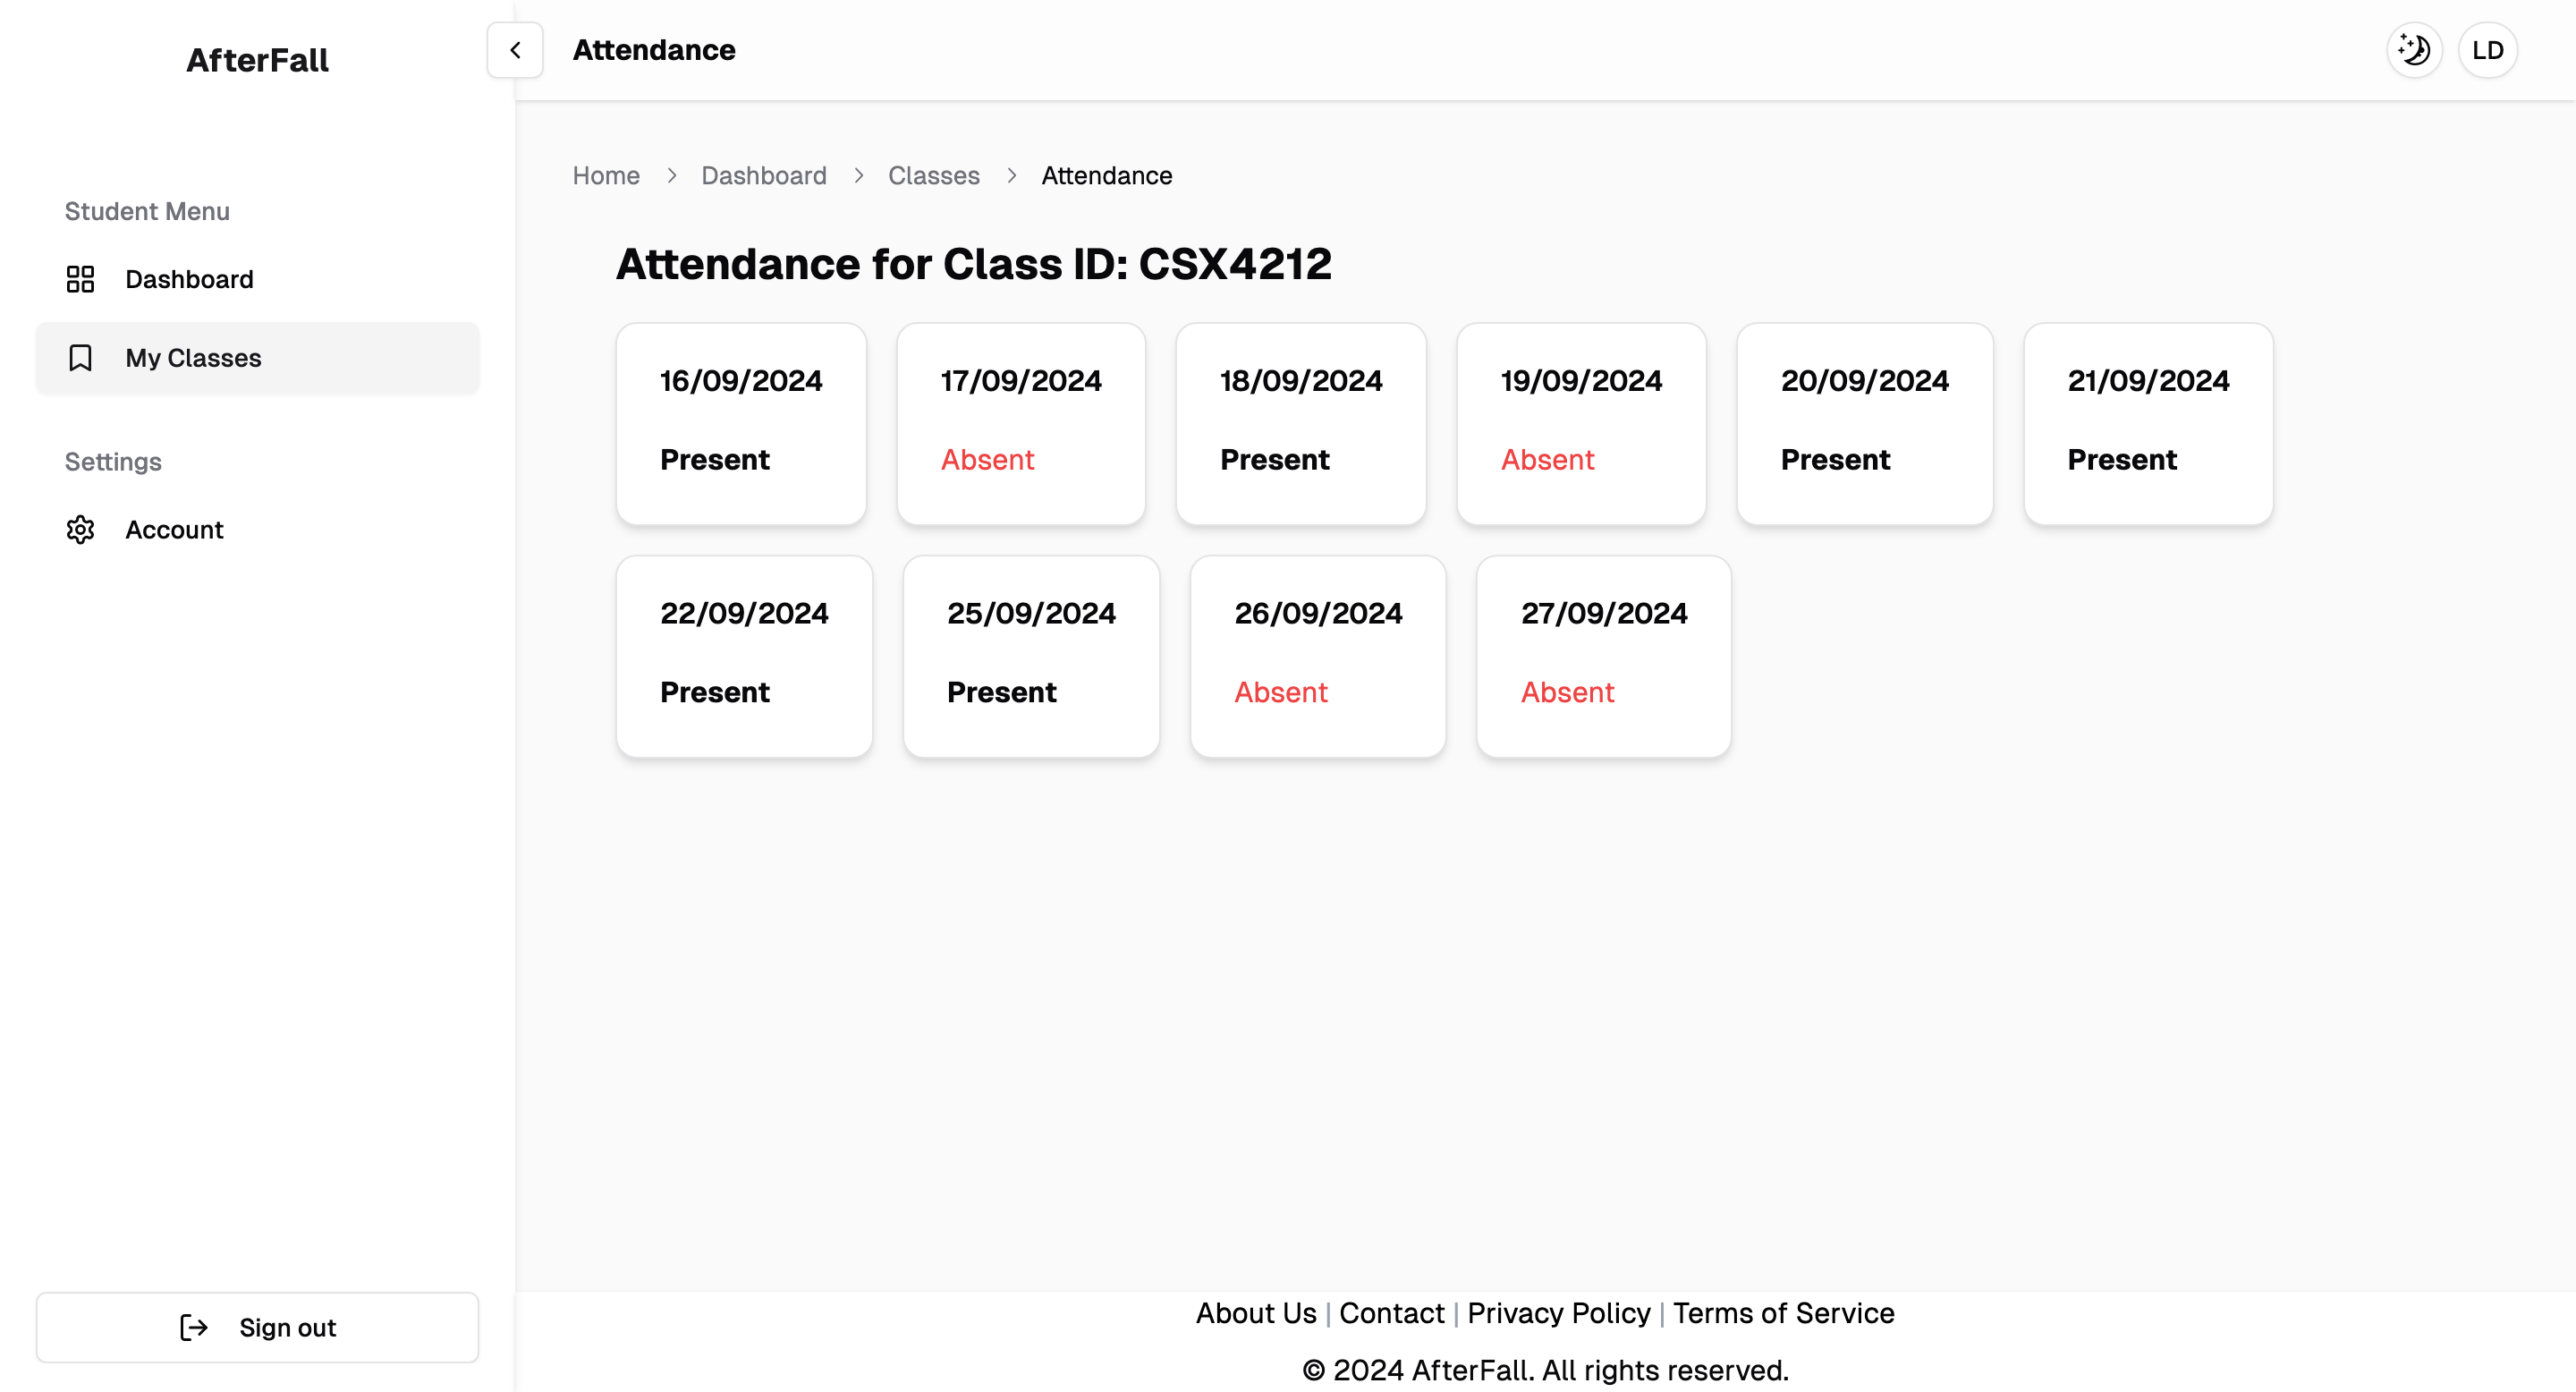 AfterFall
Student Menu
Dashboard
My Classes
Settings
Account
Sign out
Attendance
LD
Home > Dashboard > Classes > Attendance
Attendance for Class ID: CSX4212
16/09/2024 17/09/2024 18/09/2024 19/09/2024 20/09/2024 21/09/2024
Present Absent Present Absent Present Present
22/09/2024 25/09/2024 26/09/2024 27/09/2024
Present Present Absent Absent
About Us | Contact | Privacy Policy | Terms of Service
© 2024 AfterFall. All rights reserved.